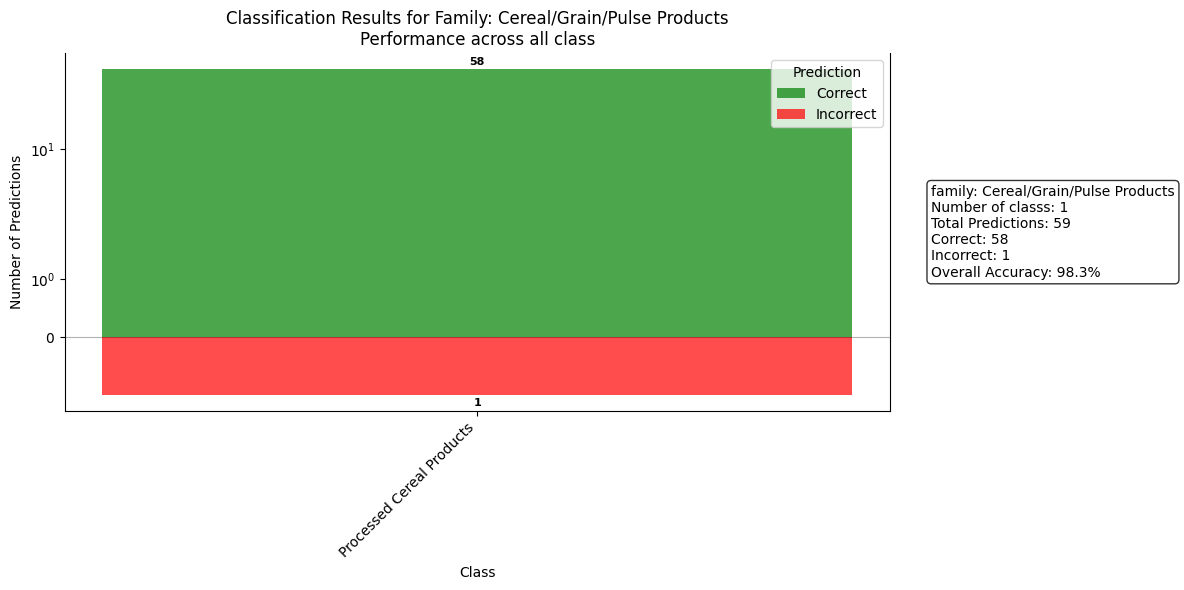 Classification Results for Family: Cereal/Grain/Pulse Products
Performance across all class
58
Prediction
Correct
Incorrect
10¹
10⁰
0
Number of Predictions
1
Processed Cereal Products
Class
family: Cereal/Grain/Pulse Products
Number of classs: 1
Total Predictions: 59
Correct: 58
Incorrect: 1
Overall Accuracy: 98.3%